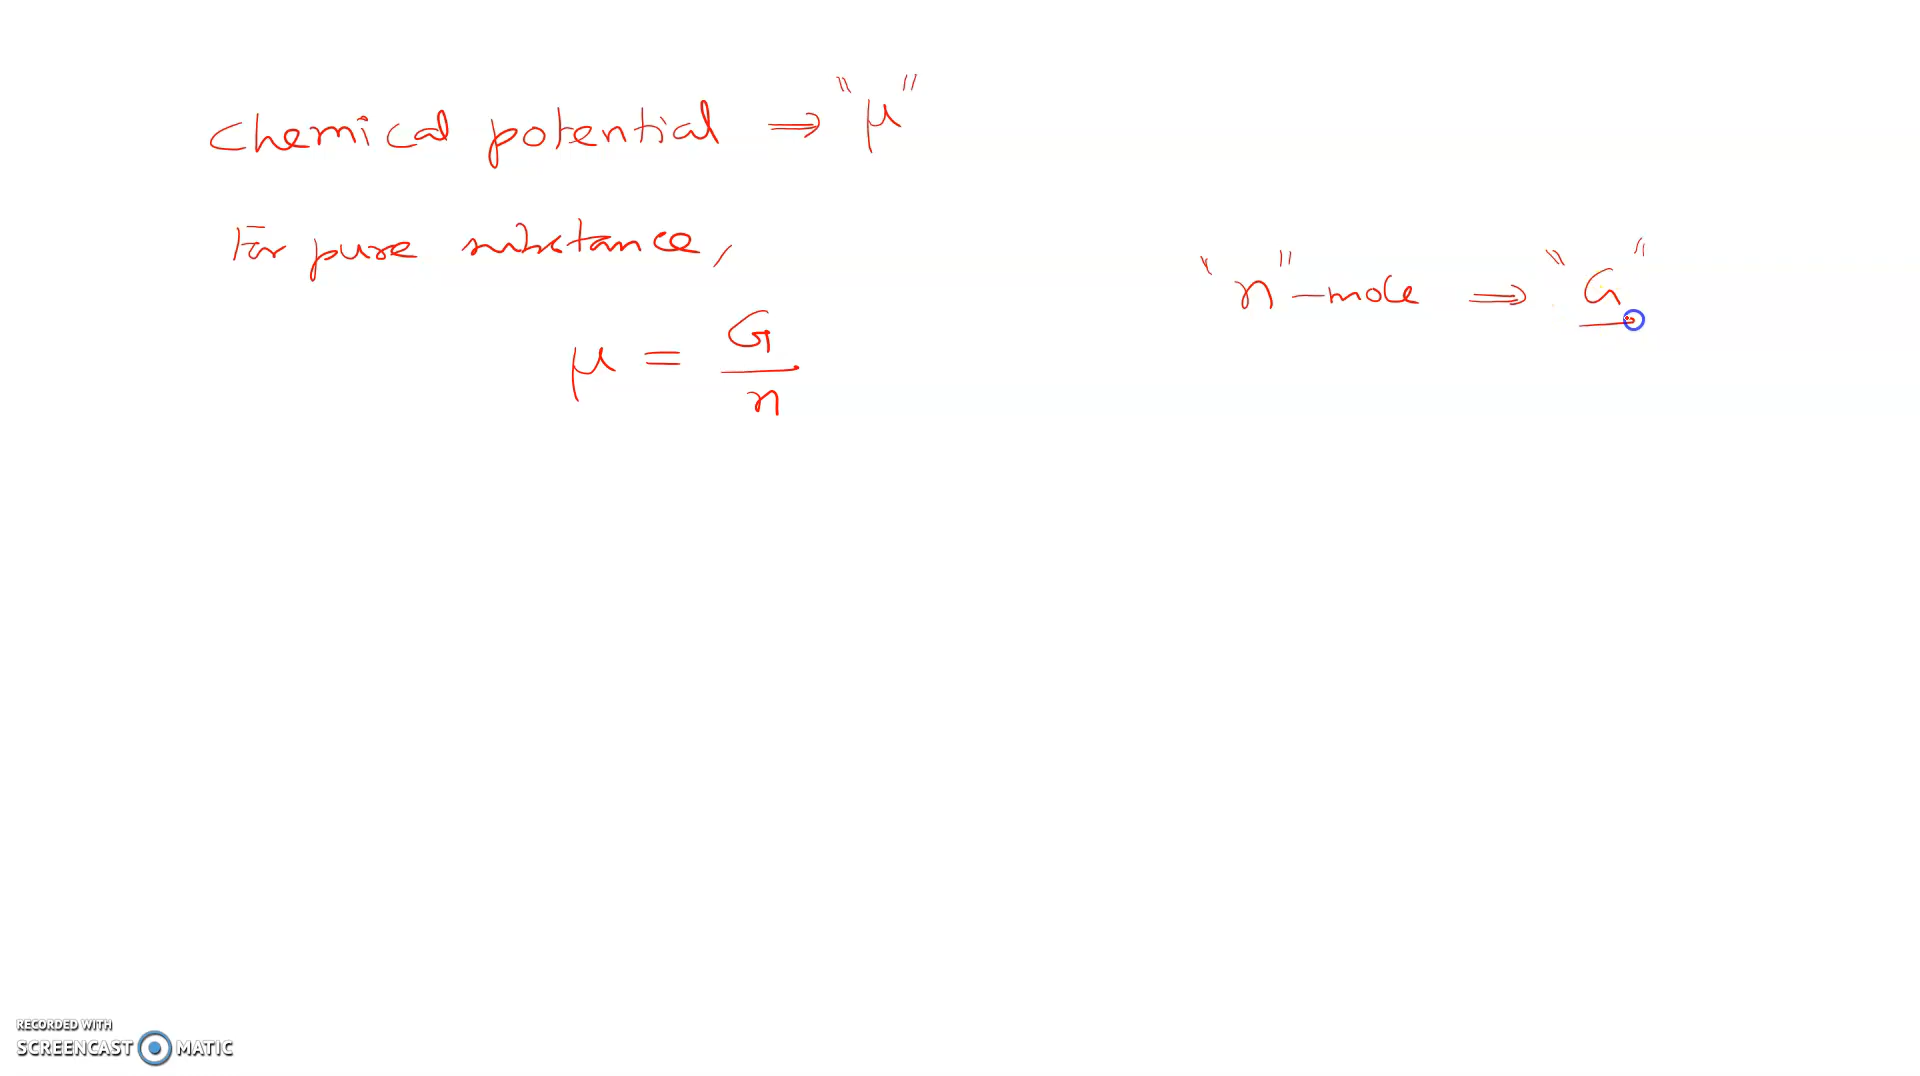 chemical potential ⇒ "μ"
For pure substance,
"n"-mole ⇒ "G"
μ = G/n
RECORDED WITH
SCREENCAST MATIC